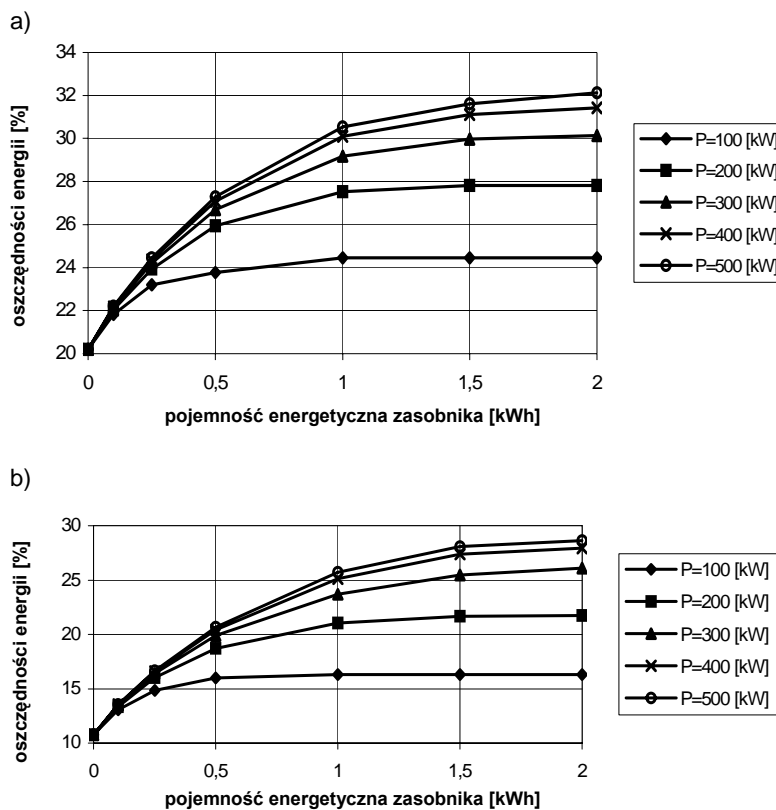 a)
34
32
30
28
26
24
22
20
0
0,5
1
1,5
2
oszczędności energii [%]
pojemność energetyczna zasobnika [kWh]
P=100 [kW]
P=200 [kW]
P=300 [kW]
P=400 [kW]
P=500 [kW]
b)
30
25
20
15
10
0
0,5
1
1,5
2
oszczędności energii [%]
pojemność energetyczna zasobnika [kWh]
P=100 [kW]
P=200 [kW]
P=300 [kW]
P=400 [kW]
P=500 [kW]